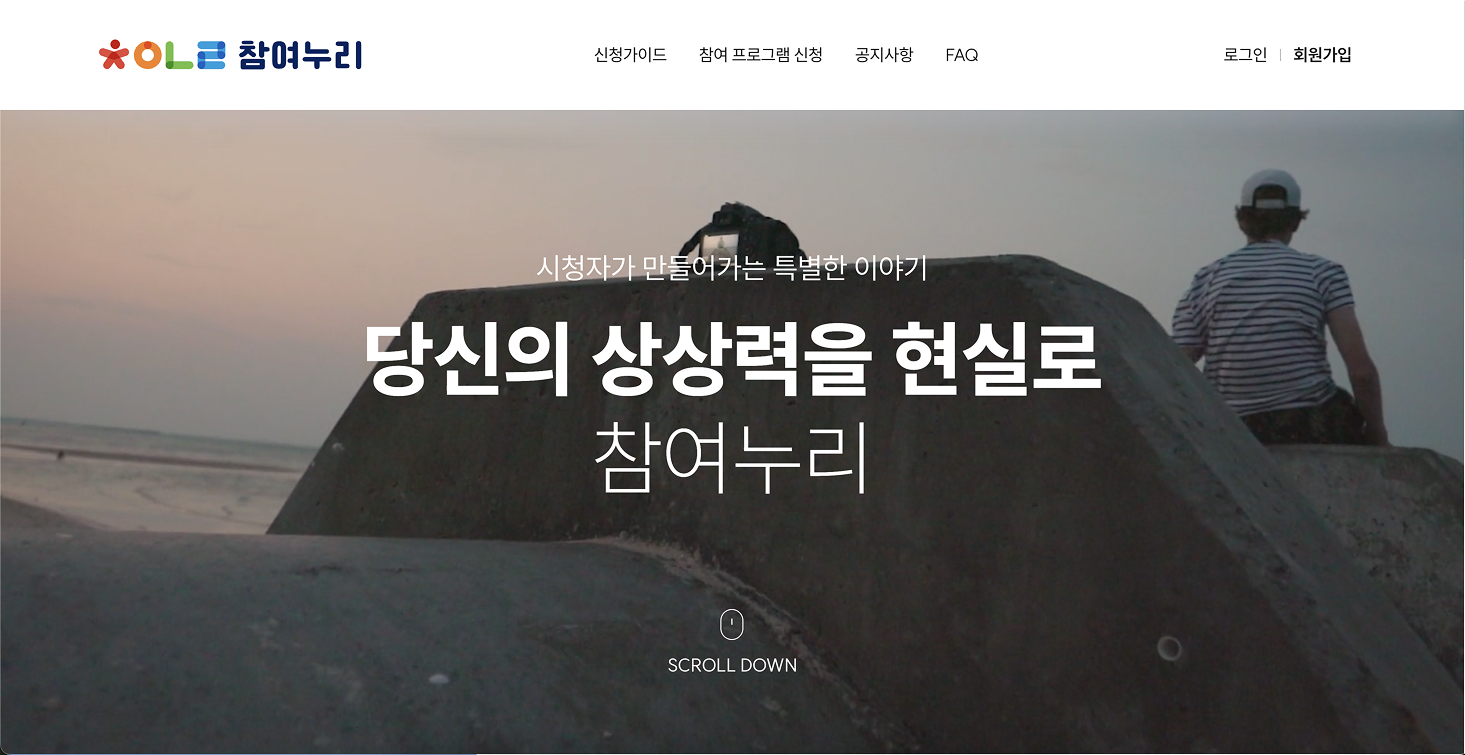 참여누리
신청가이드 참여 프로그램 신청 공지사항 FAQ
로그인 회원가입
시청자가 만들어가는 특별한 이야기
당신의 상상력을 현실로
참여누리
SCROLL DOWN